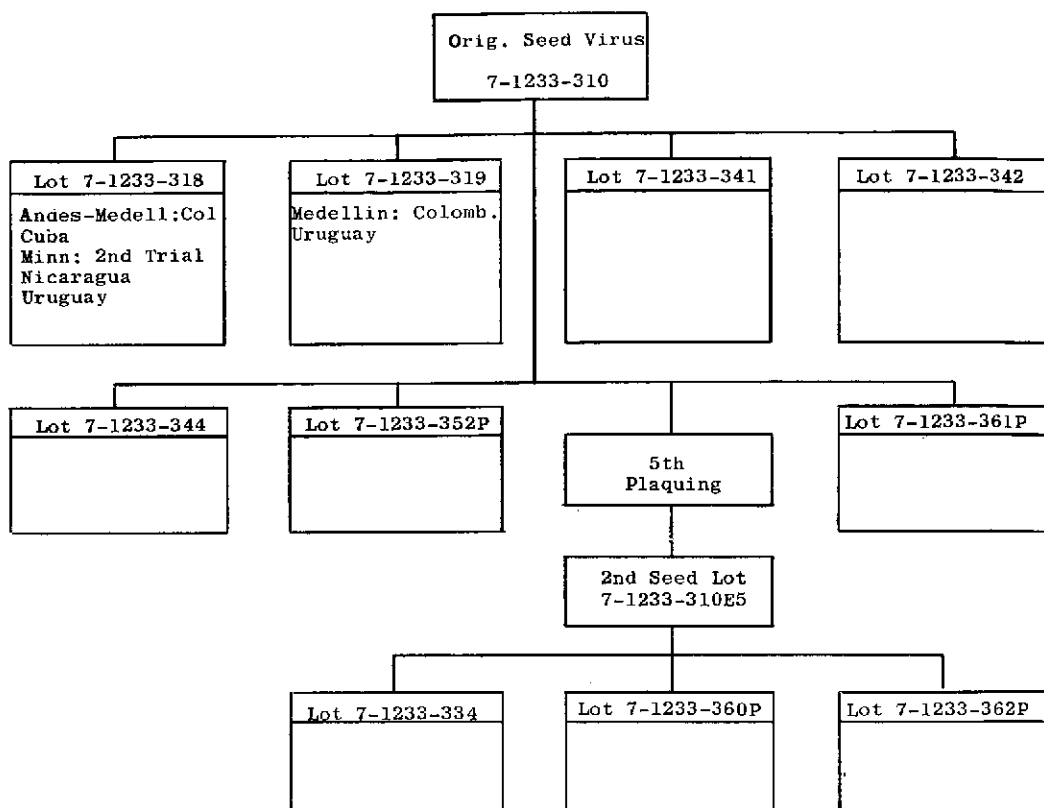 Orig. Seed Virus
7-1233-310
Lot 7-1233-318
Andes-Medell:Col
Cuba
Minn: 2nd Trial
Nicaragua
Uruguay
Lot 7-1233-319
Medellin: Colomb.
Uruguay
Lot 7-1233-341
Lot 7-1233-342
Lot 7-1233-344
Lot 7-1233-352P
5th
Plaquing
Lot 7-1233-361P
2nd Seed Lot
7-1233-310E5
Lot 7-1233-334
Lot 7-1233-360P
Lot 7-1233-362P